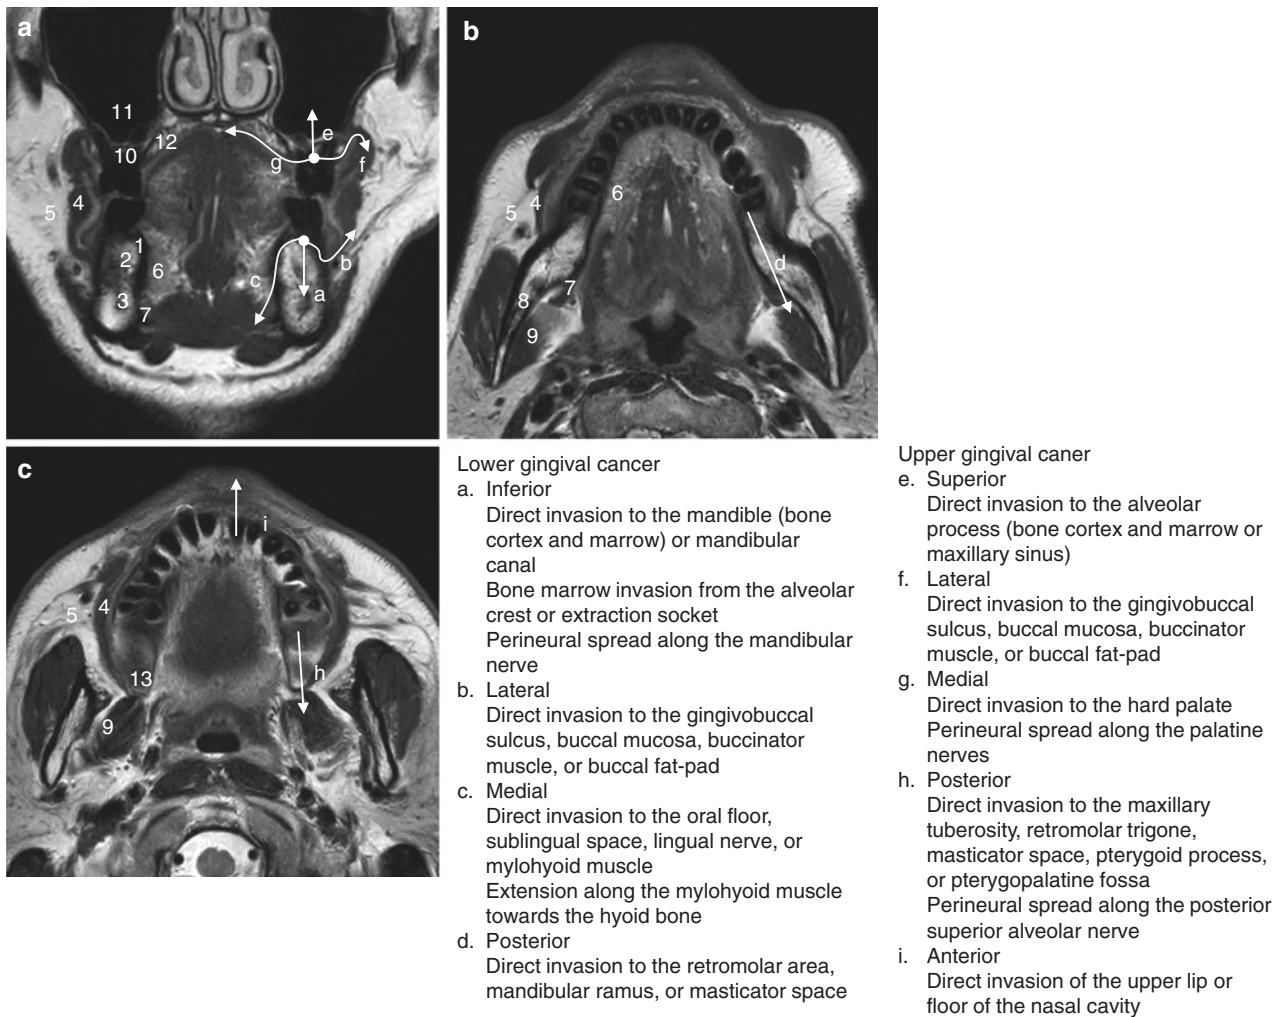 a
11
12
10
e
g
f
4
5
1
2
6
3
7
c
b
a
b
6
5
4
d
7
8
9
c
i
5
4
13
h
9
Lower gingival cancer
a. Inferior
Direct invasion to the mandible (bone
cortex and marrow) or mandibular
canal
Bone marrow invasion from the alveolar
crest or extraction socket
Perineural spread along the mandibular
nerve
b. Lateral
Direct invasion to the gingivobuccal
sulcus, buccal mucosa, buccinator
muscle, or buccal fat-pad
c. Medial
Direct invasion to the oral floor,
sublingual space, lingual nerve, or
mylohyoid muscle
Extension along the mylohyoid muscle
towards the hyoid bone
d. Posterior
Direct invasion to the retromolar area,
mandibular ramus, or masticator space
Upper gingival caner
e. Superior
Direct invasion to the alveolar
process (bone cortex and marrow or
maxillary sinus)
f. Lateral
Direct invasion to the gingivobuccal
sulcus, buccal mucosa, buccinator
muscle, or buccal fat-pad
g. Medial
Direct invasion to the hard palate
Perineural spread along the palatine
nerves
h. Posterior
Direct invasion to the maxillary
tuberosity, retromolar trigone,
masticator space, pterygoid process,
or pterygopalatine fossa
Perineural spread along the posterior
superior alveolar nerve
i. Anterior
Direct invasion of the upper lip or
floor of the nasal cavity